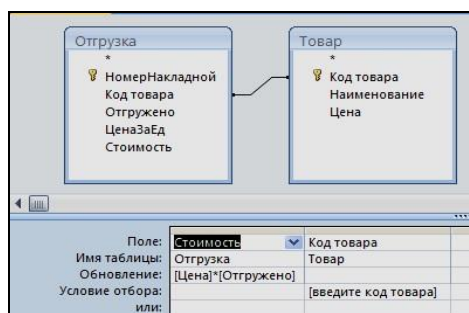 Отгрузка
*
НомерНакладной
Код товара
Отгружено
ЦенаЗаЕд
Стоимость
Товар
*
Код товара
Наименование
Цена
Поле: Стоимость Код товара
Имя таблицы: Отгрузка Товар
Обновление: [Цена]*[Отгружено]
Условие отбора: [введите код товара]
или: